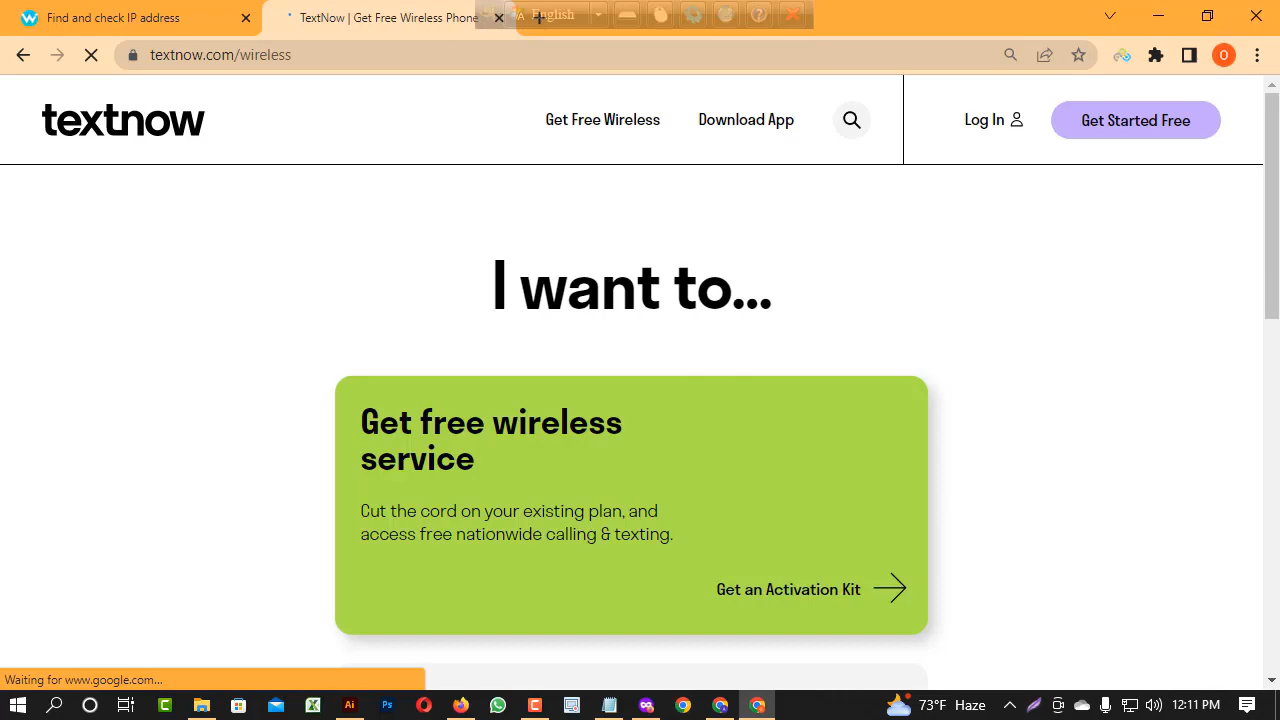 Find and check IP address
TextNow | Get Free Wireless Phone
English
textnow.com/wireless
O
textnow
Get Free Wireless
Download App
Log In
Get Started Free
I want to...
Get free wireless
service
Cut the cord on your existing plan, and
access free nationwide calling & texting.
Get an Activation Kit
Waiting for www.google.com...
73°F Haze
12:11 PM